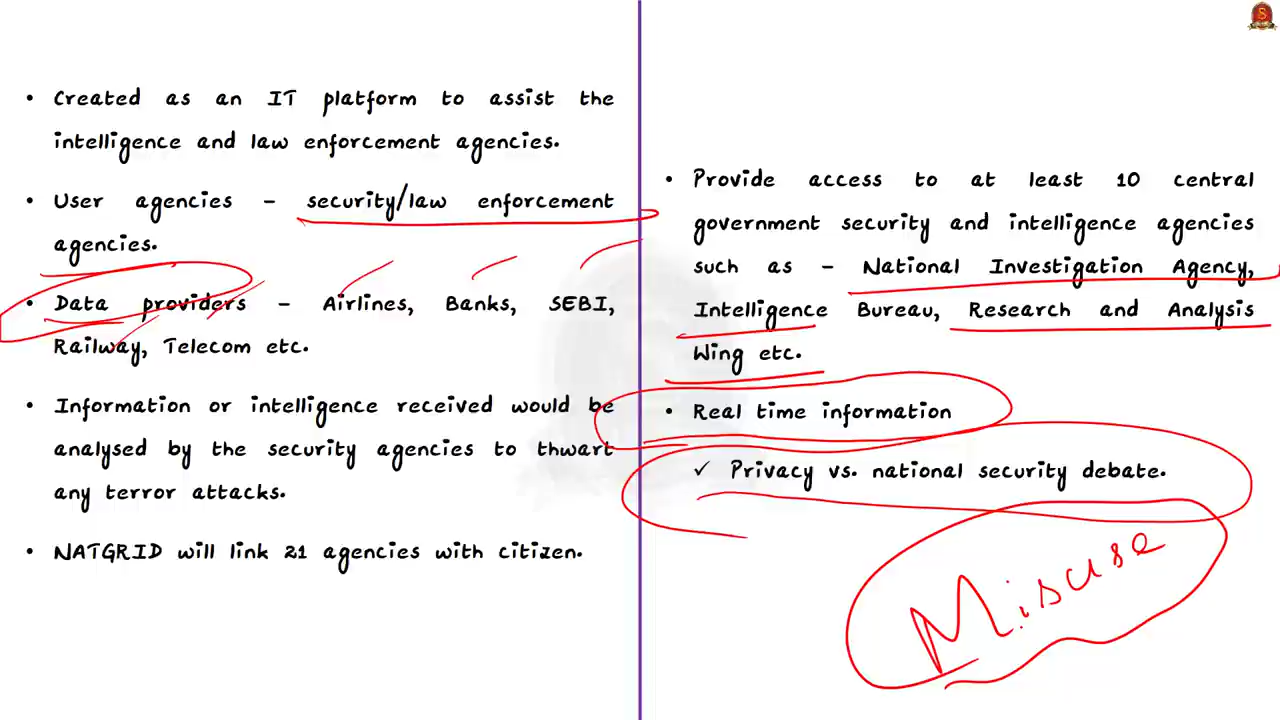 • Created as an IT platform to assist the
intelligence and law enforcement agencies.
• User agencies - security/law enforcement
agencies.
• Data providers - Airlines, Banks, SEBI,
Railway, Telecom etc.
• Information or intelligence received would be
analysed by the security agencies to thwart
any terror attacks.
• NATGRID will link 21 agencies with citizen.
• Provide access to at least 10 central
government security and intelligence agencies
such as - National Investigation Agency,
Intelligence Bureau, Research and Analysis
Wing etc.
• Real time information
✓ Privacy vs. national security debate.
Misuse